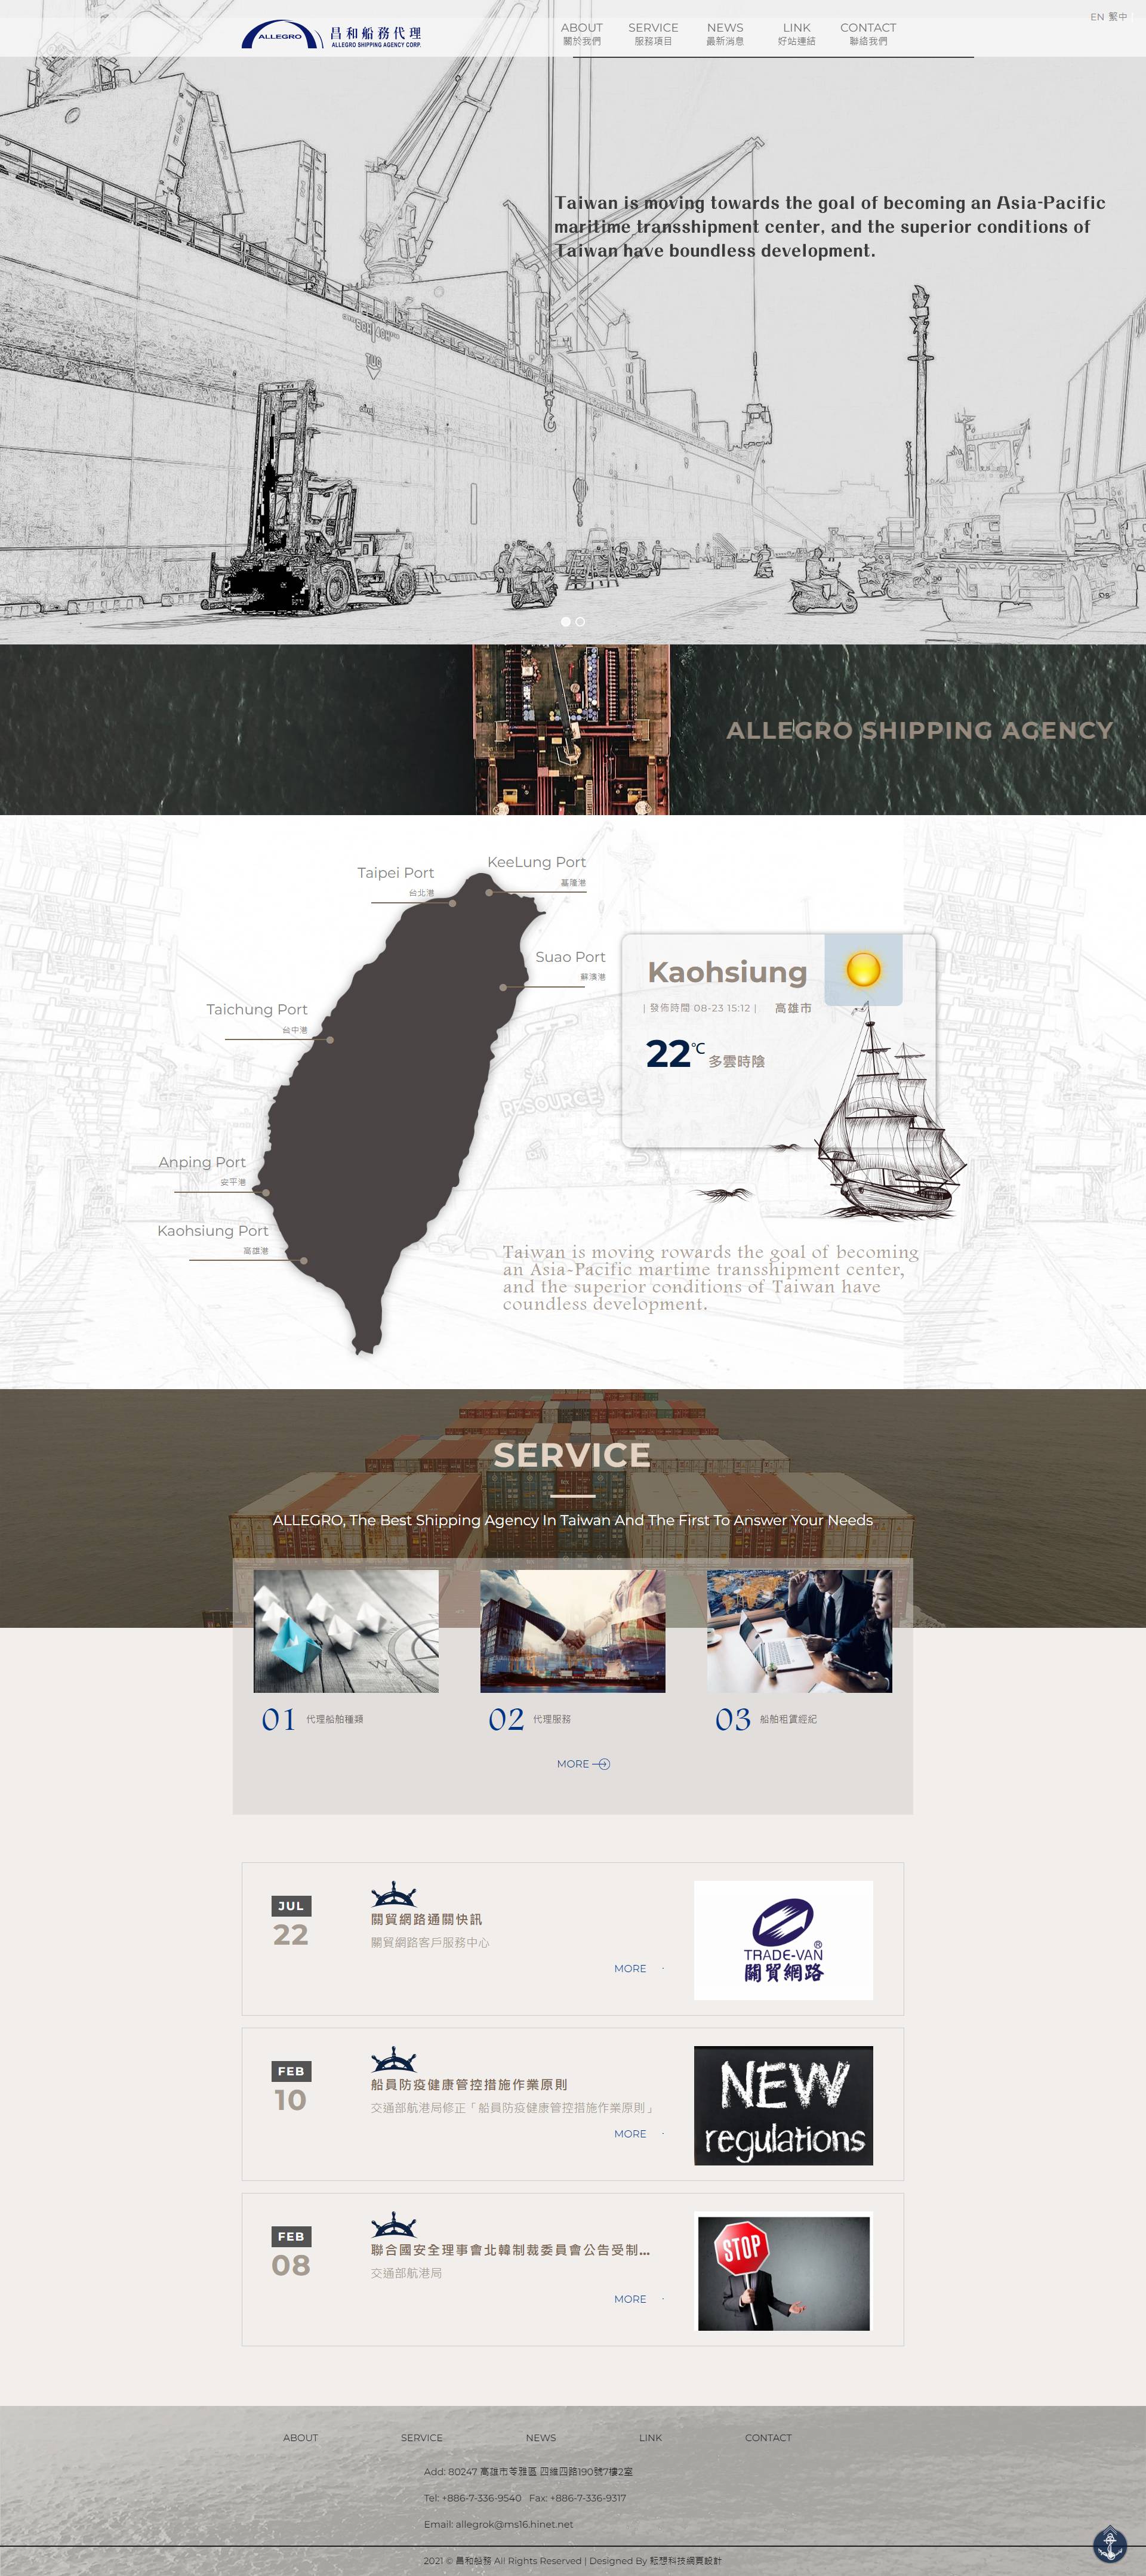 EN 繁中
ALLEGRO
昌和船務代理
ALLEGRO SHIPPING AGENCY CORP.
ABOUT
關於我們
SERVICE
服務項目
NEWS
最新消息
LINK
好站連結
CONTACT
聯絡我們
Taiwan is moving towards the goal of becoming an Asia-Pacific
maritime transshipment center, and the superior conditions of
Taiwan have boundless development.
ALLEGRO SHIPPING AGENCY
Taipei Port
台北港
KeeLung Port
基隆港
Suao Port
蘇澳港
Taichung Port
台中港
Anping Port
安平港
Kaohsiung Port
高雄港
Kaohsiung
| 發佈時間 08-23 15:12 |
高雄市
22℃ 多雲時陰
RESOURCE
Taiwan is moving rowards the goal of becoming
an Asia-Pacific martime transshipment center,
and the superior conditions of Taiwan have
coundless development.
SERVICE
ALLEGRO, The Best Shipping Agency In Taiwan And The First To Answer Your Needs
W
01 代理船舶種類
02 代理服務
03 船舶租賃經紀
MORE
JUL
22
關貿網路通關快訊
關貿網路客戶服務中心
MORE
TRADE-VAN®
關貿網路
FEB
10
船員防疫健康管控措施作業原則
交通部航港局修正「船員防疫健康管控措施作業原則」
MORE
NEW
regulations
FEB
08
聯合國安全理事會北韓制裁委員會公告受制...
交通部航港局
MORE
STOP
ABOUT
SERVICE
NEWS
LINK
CONTACT
Add: 80247 高雄市苓雅區 四維四路190號7樓2室
Tel: +886-7-336-9540 Fax: +886-7-336-9317
Email: allegrok@ms16.hinet.net
2021 © 昌和船務 All Rights Reserved | Designed By 耘想科技網頁設計